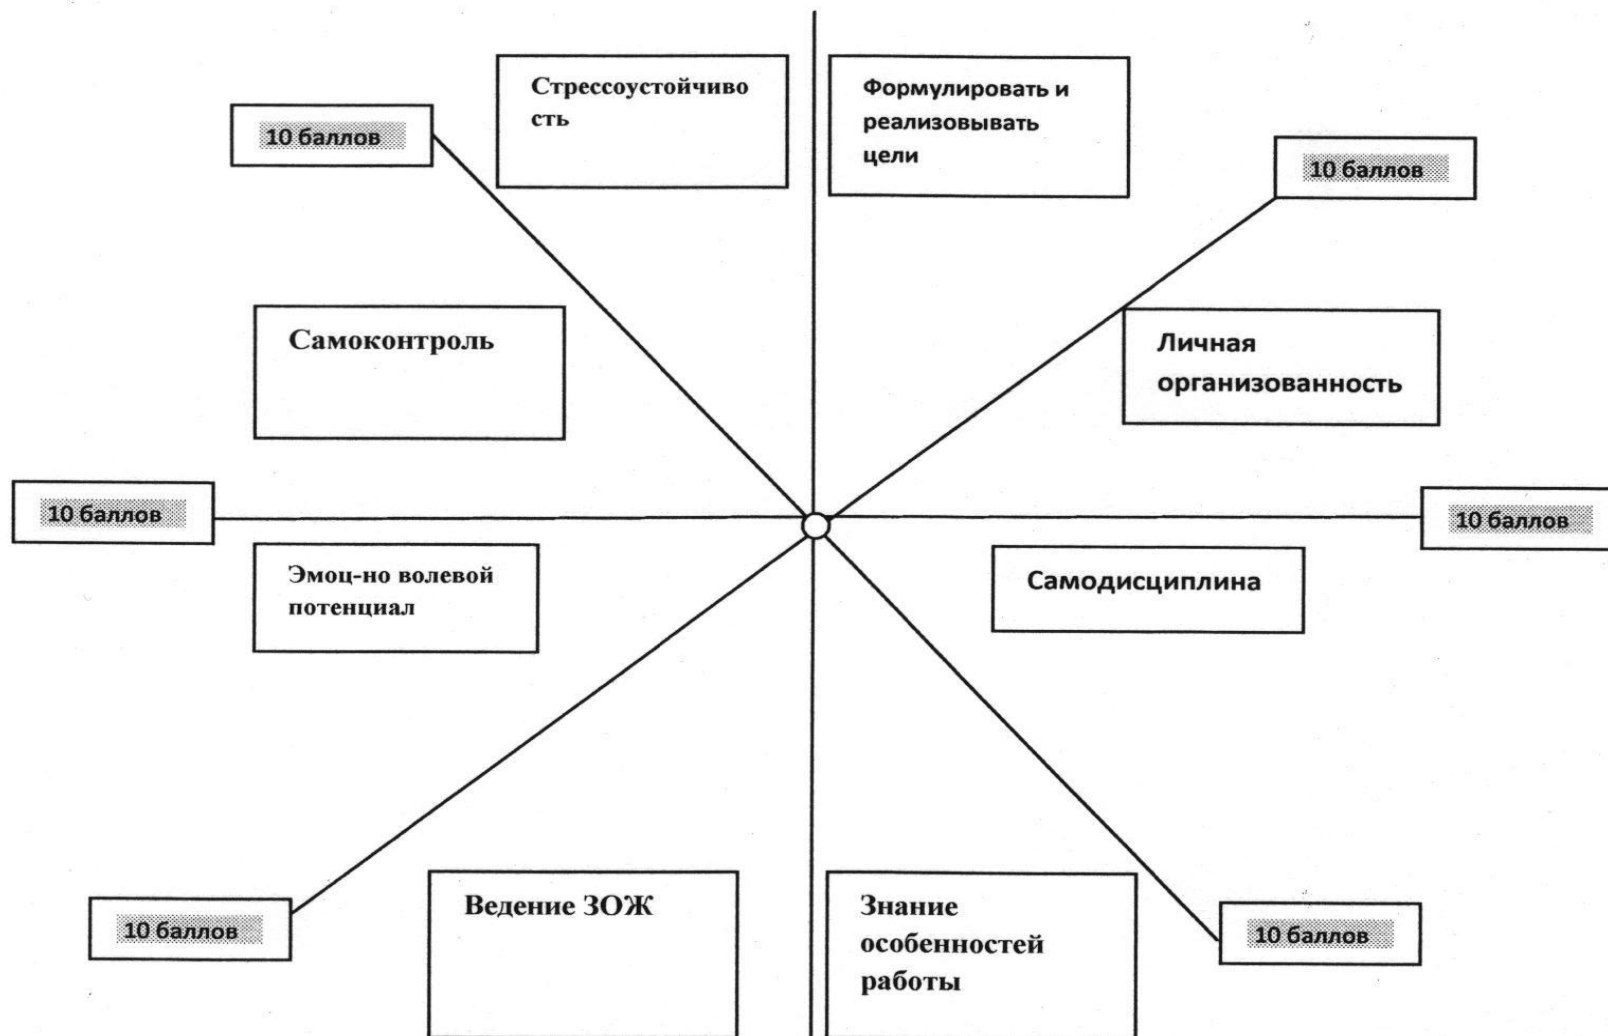 Стрессоустойчиво
сть
Формулировать и
реализовывать
цели
10 баллов
10 баллов
Самоконтроль
Личная
организованность
10 баллов
10 баллов
Эмоц-но волевой
потенциал
Самодисциплина
Ведение ЗОЖ
Знание
особенностей
работы
10 баллов
10 баллов